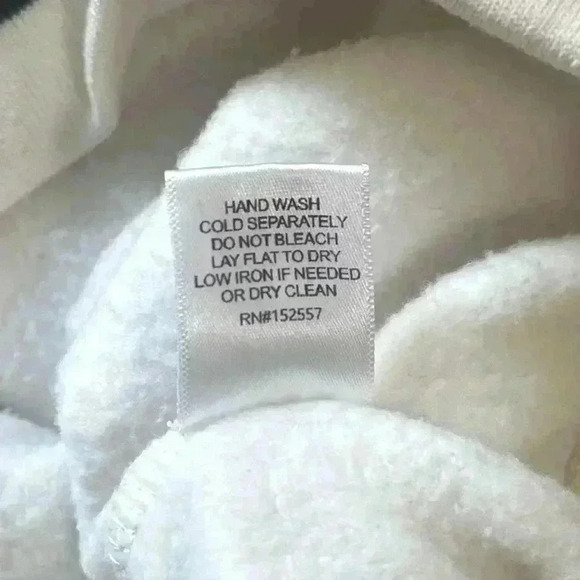 HAND WASH
COLD SEPARATELY
DO NOT BLEACH
LAY FLAT TO DRY
LOW IRON IF NEEDED
OR DRY CLEAN
RN#152557